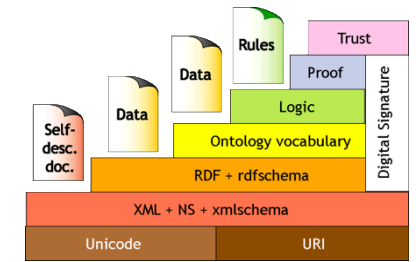 Rules
Trust
Data
Proof
Data
Logic
Digital Signature
Self-
desc.
doc.
Ontology vocabulary
RDF + rdfschema
XML + NS + xmlschema
Unicode
URI